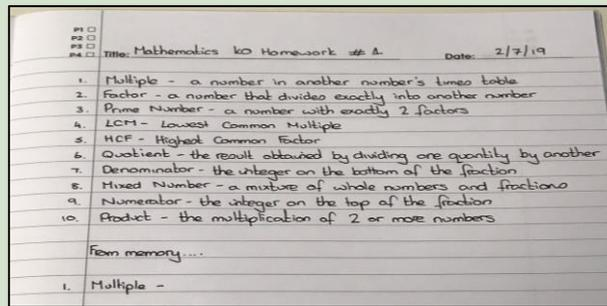 P1 □
P2 □
P3 □
P4 □ Title: Mathematics KO Homework # 1. Date: 2/7/19
1. Multiple - a number in another number's times table
2. Factor - a number that divides exactly into another number
3. Prime Number - a number with exactly 2 factors
4. LCM - Lowest Common Multiple
5. HCF - Highest Common Factor
6. Quotient - the result obtained by dividing one quantity by another
7. Denominator - the integer on the bottom of the fraction
8. Mixed Number - a mixture of whole numbers and fractions
9. Numerator - the integer on the top of the fraction
10. Product - the multiplication of 2 or more numbers
From memory....
1. Multiple -